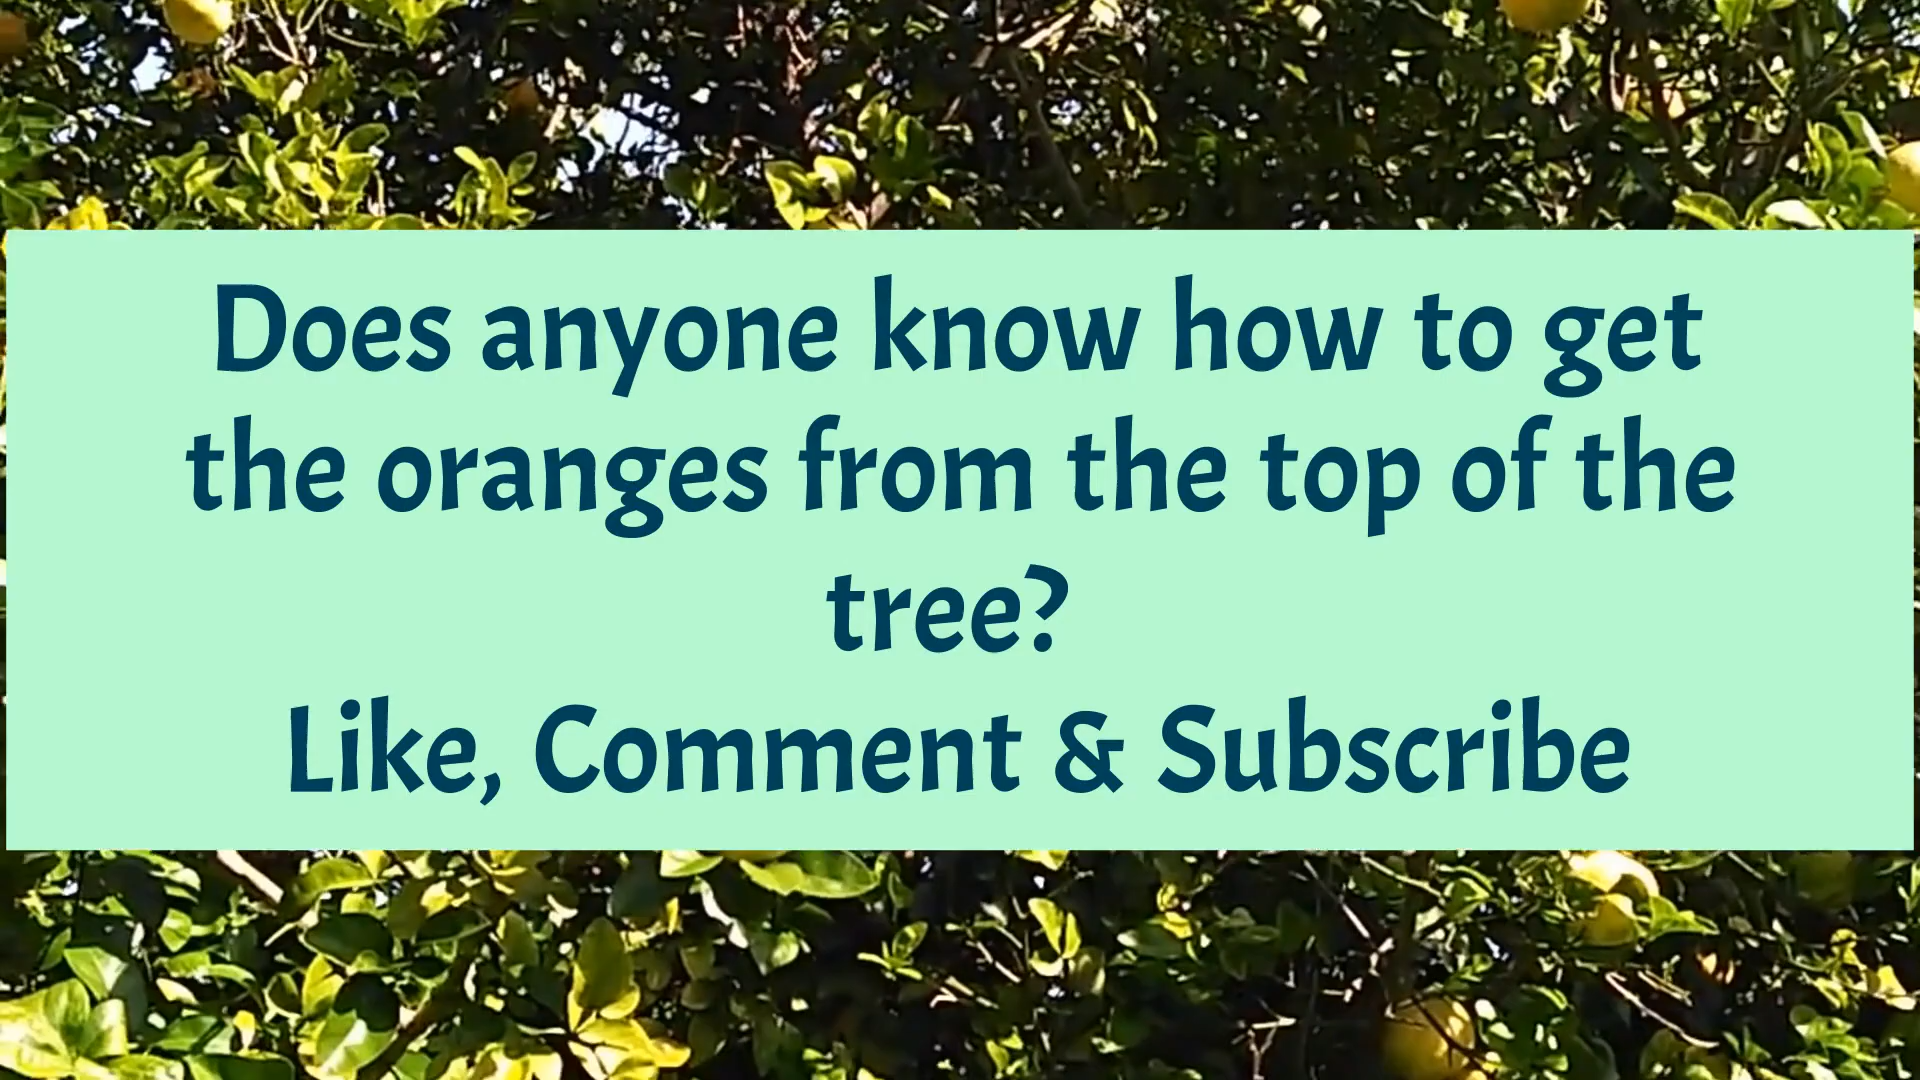 Does anyone know how to get
the oranges from the top of the
tree?
Like, Comment & Subscribe